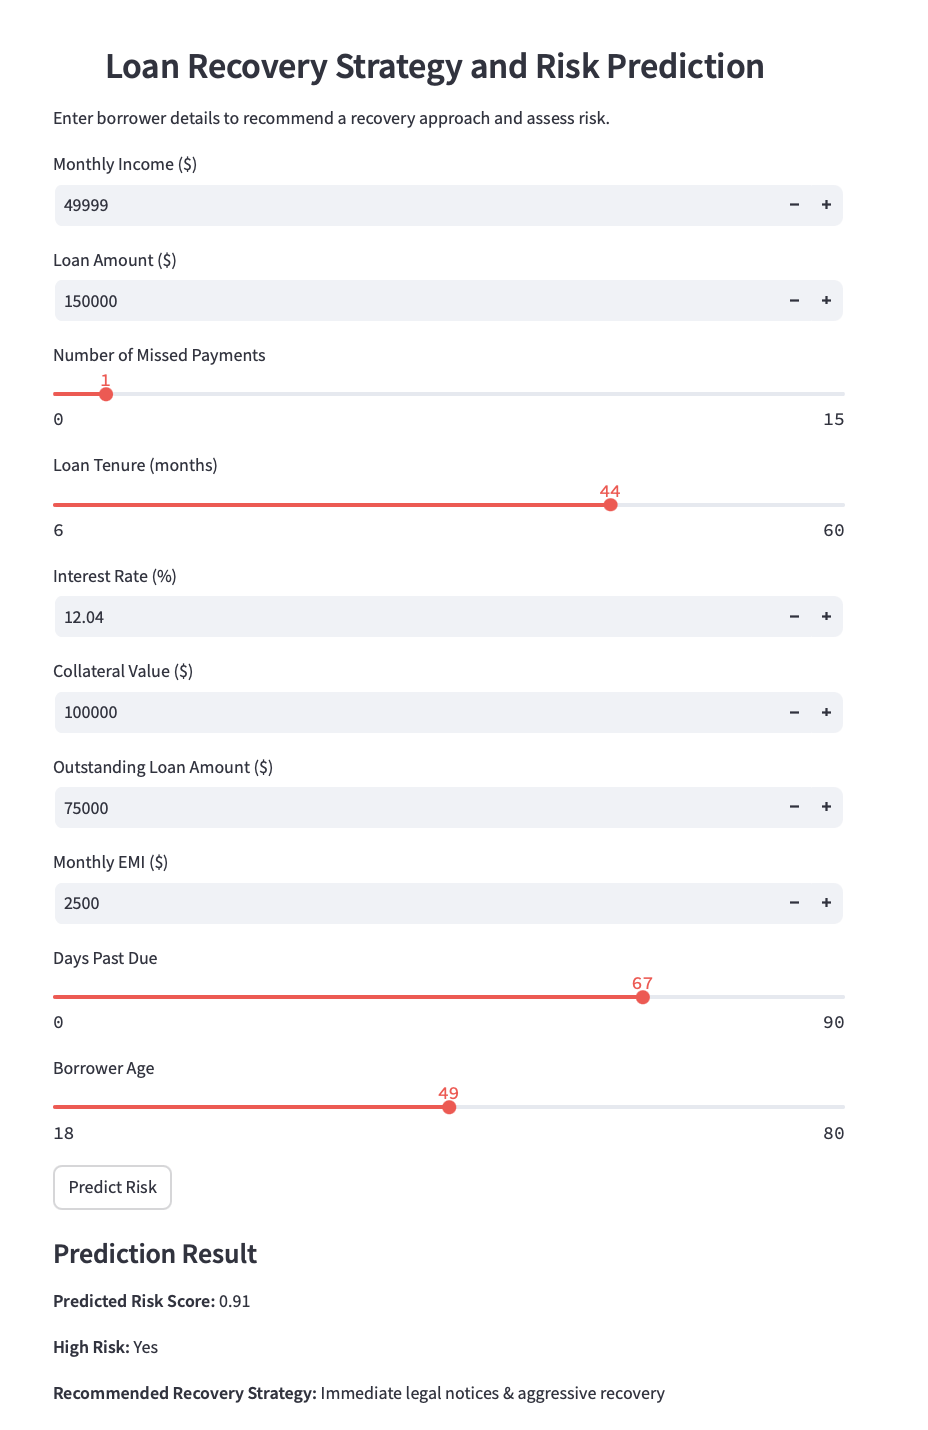 Loan Recovery Strategy and Risk Prediction
Enter borrower details to recommend a recovery approach and assess risk.
Monthly Income ($)
49999 − +
Loan Amount ($)
150000 − +
Number of Missed Payments
1
0 15
Loan Tenure (months)
44
6 60
Interest Rate (%)
12.04 − +
Collateral Value ($)
100000 − +
Outstanding Loan Amount ($)
75000 − +
Monthly EMI ($)
2500 − +
Days Past Due
67
0 90
Borrower Age
49
18 80
Predict Risk
Prediction Result
Predicted Risk Score: 0.91
High Risk: Yes
Recommended Recovery Strategy: Immediate legal notices & aggressive recovery